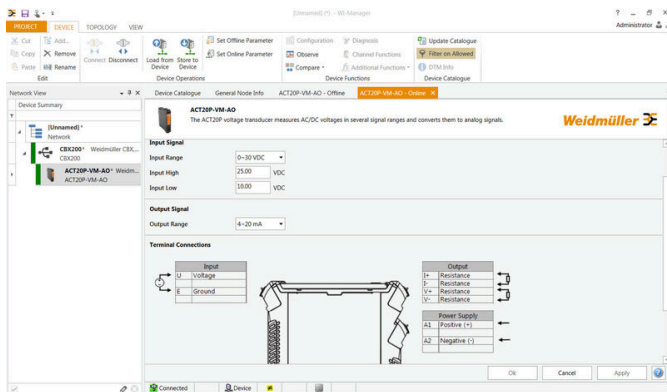 [Unnamed] (*) - WI-Manager
PROJECT DEVICE TOPOLOGY VIEW
Administrator
Cut Add...
Copy Remove
Paste Rename
Connect Disconnect
Load from Device
Store to Device
Set Offline Parameter
Set Online Parameter
Configuration Diagnosis
Observe Channel Functions
Compare Additional Functions
Update Catalogue
Filter on Allowed
DTM Info
Edit Device Operations Device Functions Device Catalogue
Network View
Device Catalogue General Node Info ACT20P-VM-AO - Offline ACT20P-VM-AO - Online
Device Summary
[Unnamed]*
Network
CBX200* Weidmüller CBX...
CBX200
ACT20P-VM-AO* Weidm...
ACT20P-VM-AO
ACT20P-VM-AO
The ACT20P voltage transducer measures AC/DC voltages in several signal ranges and converts them to analog signals.
Weidmüller
Input Signal
Input Range 0~30 VDC
Input High 25.00 VDC
Input Low 10.00 VDC
Output Signal
Output Range 4~20 mA
Terminal Connections
Input
U Voltage
E Ground
Output
I+ Resistance
I- Resistance
V+ Resistance
V- Resistance
Power Supply
A1 Positive (+)
A2 Negative (-)
Ok Cancel Apply
Connected Device